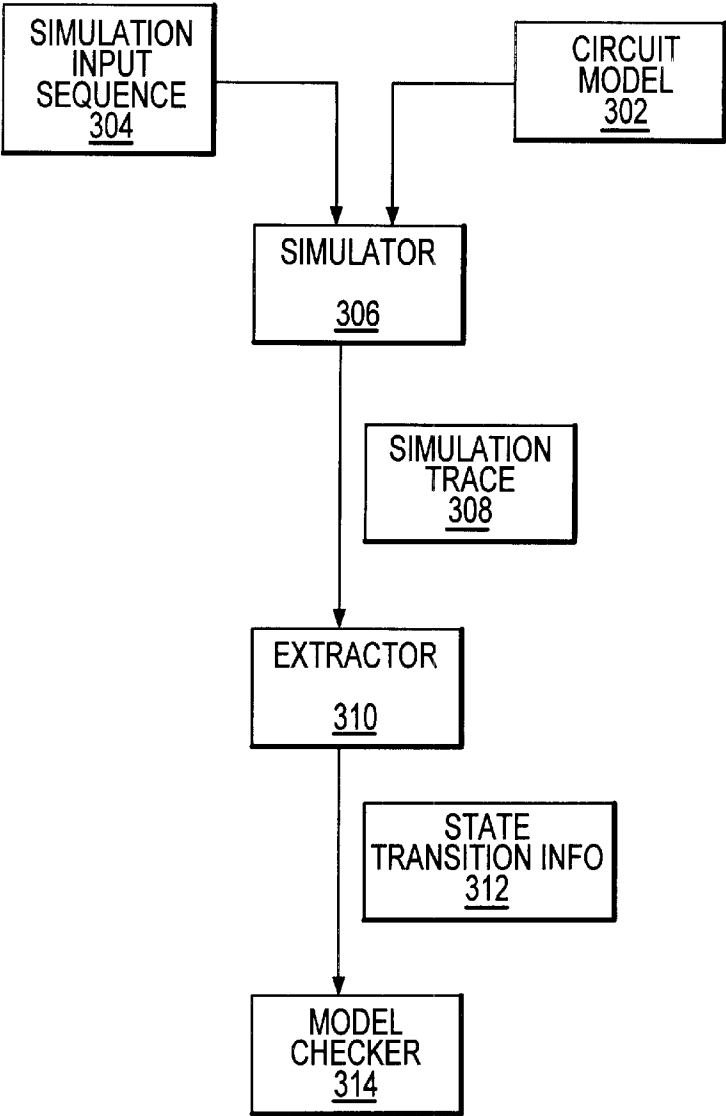 SIMULATION
INPUT
SEQUENCE
304
CIRCUIT
MODEL
302
SIMULATOR
306
SIMULATION
TRACE
308
EXTRACTOR
310
STATE
TRANSITION INFO
312
MODEL
CHECKER
314